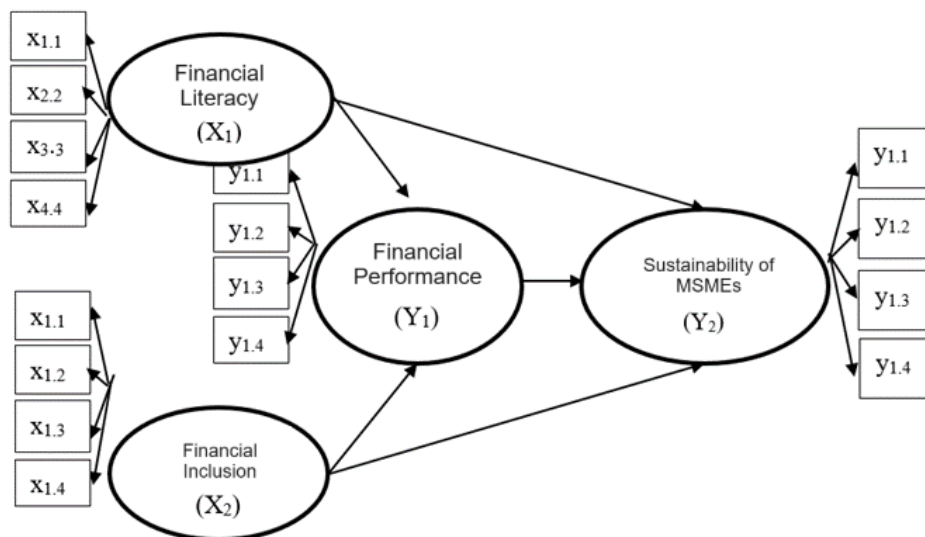 x1.1
x2.2
x3.3
x4.4
Financial
Literacy
(X1)
y1.1
y1.2
y1.3
y1.4
Financial
Performance
(Y1)
Sustainability of
MSMEs
(Y2)
y1.1
y1.2
y1.3
y1.4
x1.1
x1.2
x1.3
x1.4
Financial
Inclusion
(X2)